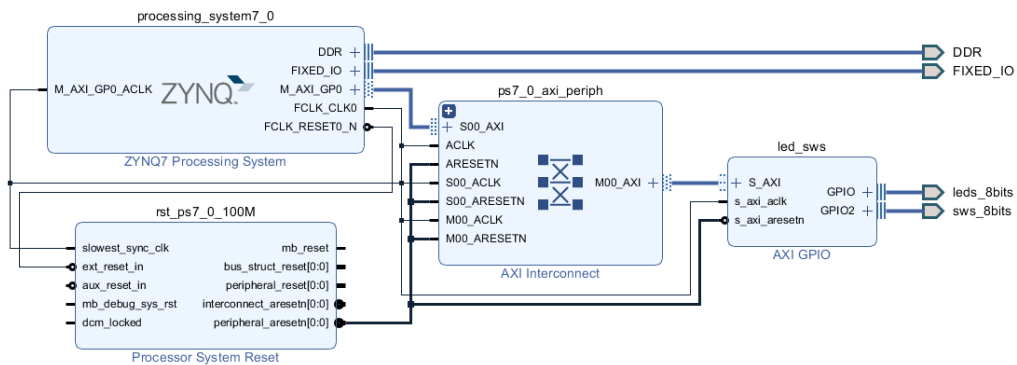 processing_system7_0
M_AXI_GP0_ACLK
ZYNQ
DDR
FIXED_IO
M_AXI_GP0
FCLK_CLK0
FCLK_RESET0_N
ZYNQ7 Processing System
DDR
FIXED_IO
ps7_0_axi_periph
S00_AXI
ACLK
ARESETN
S00_ACLK
S00_ARESETN
M00_ACLK
M00_ARESETN
M00_AXI
AXI Interconnect
led_sws
S_AXI
s_axi_aclk
s_axi_aresetn
GPIO
GPIO2
AXI GPIO
leds_8bits
sws_8bits
rst_ps7_0_100M
slowest_sync_clk
ext_reset_in
aux_reset_in
mb_debug_sys_rst
dcm_locked
mb_reset
bus_struct_reset[0:0]
peripheral_reset[0:0]
interconnect_aresetn[0:0]
peripheral_aresetn[0:0]
Processor System Reset